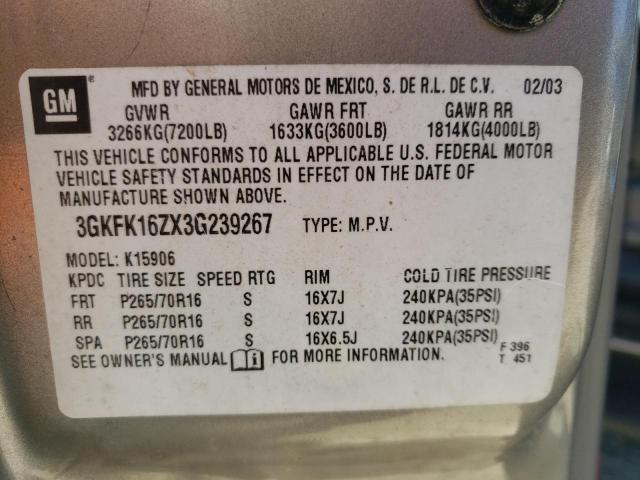 GM ®
MFD BY GENERAL MOTORS DE MEXICO, S. DE R.L. DE C.V. 02/03
GVWR GAWR FRT GAWR RR
3266KG(7200LB) 1633KG(3600LB) 1814KG(4000LB)
THIS VEHICLE CONFORMS TO ALL APPLICABLE U.S. FEDERAL MOTOR
VEHICLE SAFETY STANDARDS IN EFFECT ON THE DATE OF
MANUFACTURE SHOWN ABOVE.
3GKFK16ZX3G239267 TYPE: M.P.V.
MODEL: K15906
KPDC TIRE SIZE SPEED RTG RIM COLD TIRE PRESSURE
FRT P265/70R16 S 16X7J 240KPA(35PSI)
RR P265/70R16 S 16X7J 240KPA(35PSI)
SPA P265/70R16 S 16X6.5J 240KPA(35PSI)
SEE OWNER'S MANUAL FOR MORE INFORMATION. F 396
T 451